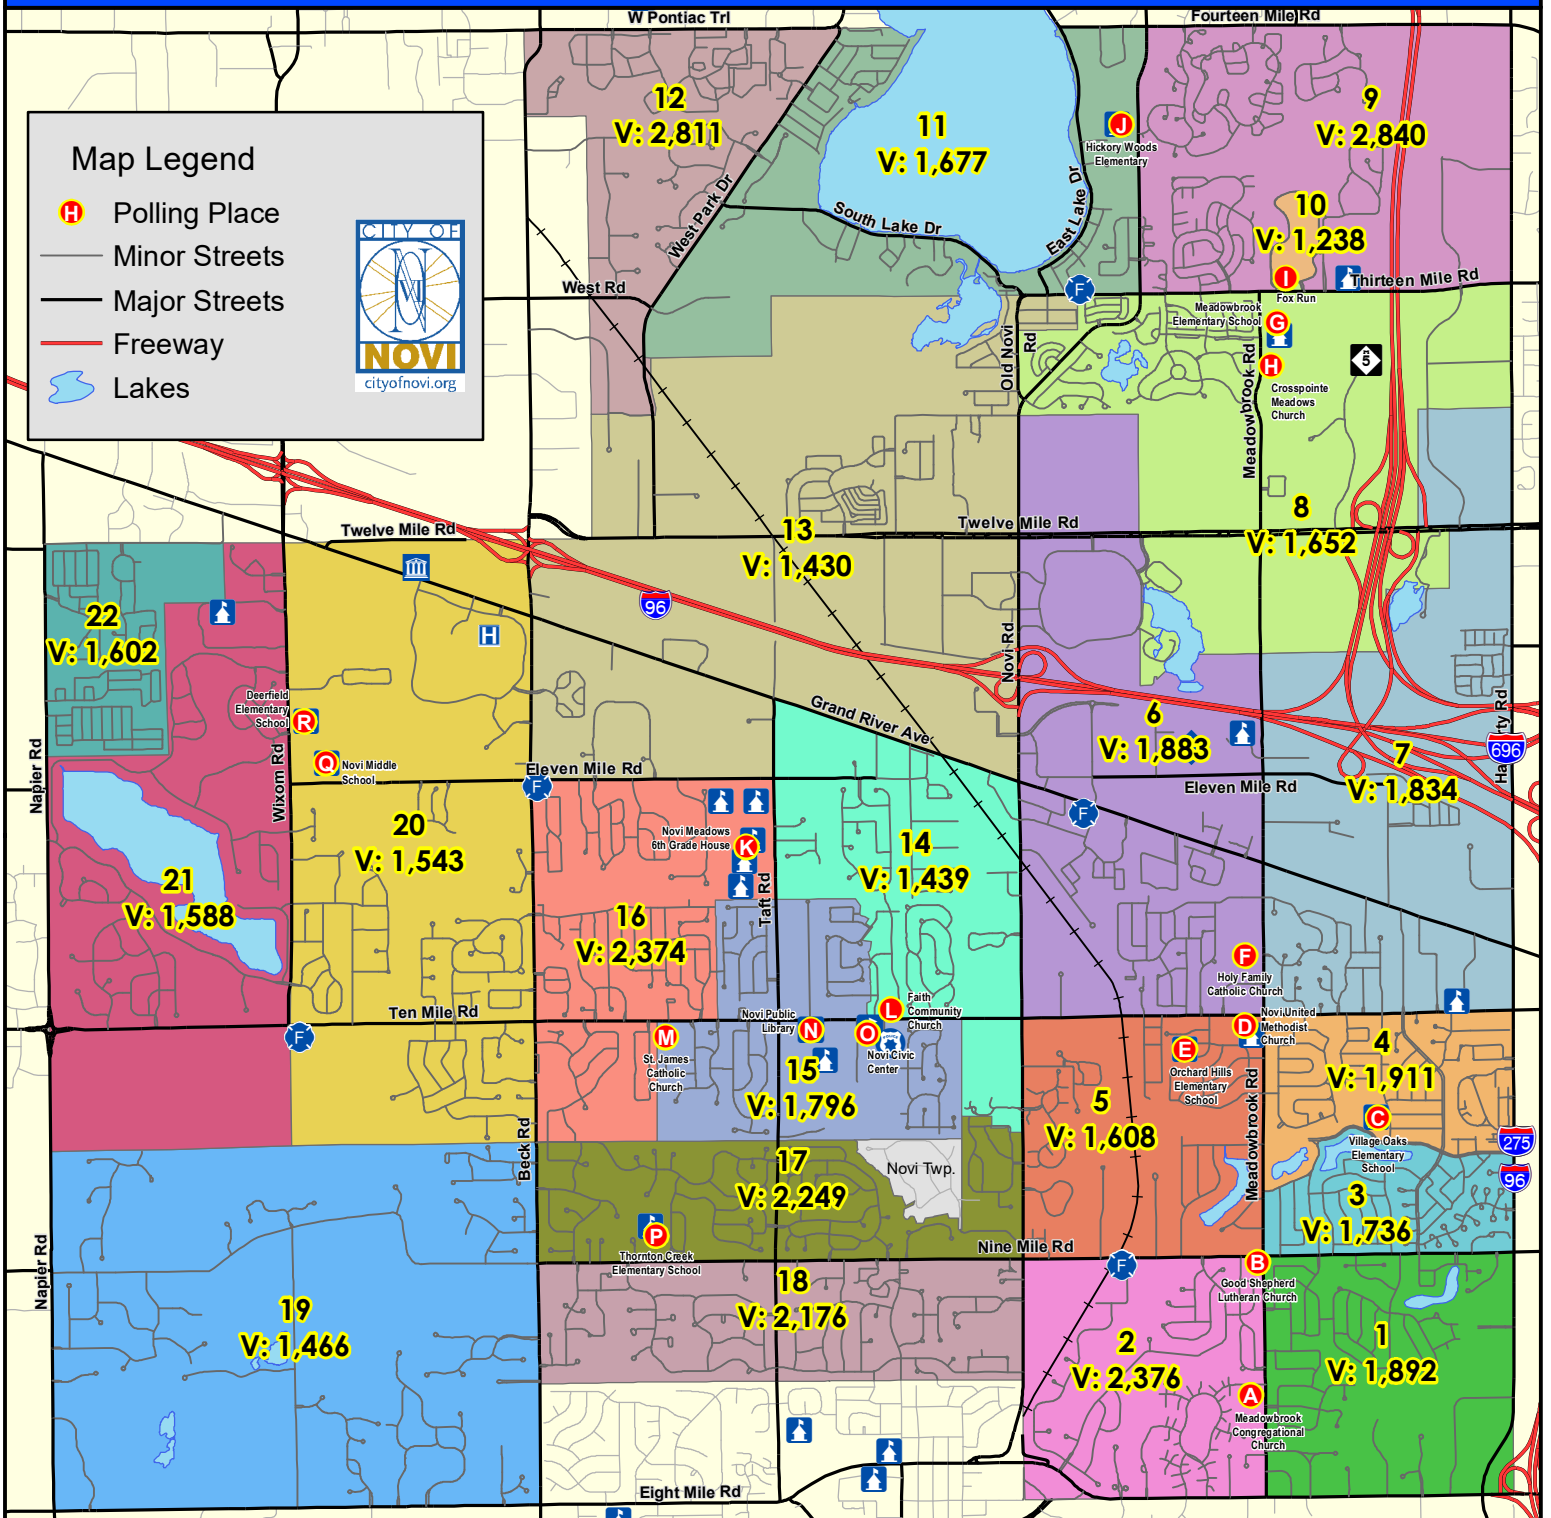 W Pontiac Trl
Fourteen Mile Rd
12
V: 2,811
11
V: 1,677
9
V: 2,840
J
Hickory Woods
Elementary
Map Legend
H Polling Place
Minor Streets
Major Streets
Freeway
Lakes
CITY OF
NOVI
cityofnovi.org
West Park Dr
South Lake Dr
East Lake Dr
10
V: 1,238
I
Fox Run
Thirteen Mile Rd
West Rd
F
Old Novi
Rd
Meadowbrook
Elementary School
G
H
Crosspointe
Meadows
Church
Meadowbrook Rd
M
5
8
V: 1,652
Twelve Mile Rd
Twelve Mile Rd
13
V: 1,430
96
H
22
V: 1,602
Deerfield
Elementary
School
R
Q
Novi Middle
School
Wixom Rd
Napier Rd
Novi Rd
Grand River Ave
6
V: 1,883
7
V: 1,834
696
Eleven Mile Rd
Eleven Mile Rd
F
F
20
V: 1,543
21
V: 1,588
Novi Meadows
6th Grade House
K
Taft Rd
14
V: 1,439
16
V: 2,374
F
Holy Family
Catholic Church
Ten Mile Rd
F
M
St. James
Catholic
Church
Novi Public
Library
N
L
Faith
Community
Church
O
Novi Civic
Center
15
V: 1,796
D
Novi United
Methodist
Church
E
Orchard Hills
Elementary
School
4
V: 1,911
C
Village Oaks
Elementary
School
5
V: 1,608
Meadowbrook Rd
275
96
Beck Rd
17
V: 2,249
Novi Twp.
3
V: 1,736
P
Thornton Creek
Elementary School
Nine Mile Rd
F
B
Good Shepherd
Lutheran Church
Napier Rd
19
V: 1,466
18
V: 2,176
2
V: 2,376
1
V: 1,892
A
Meadowbrook
Congregational
Church
Eight Mile Rd